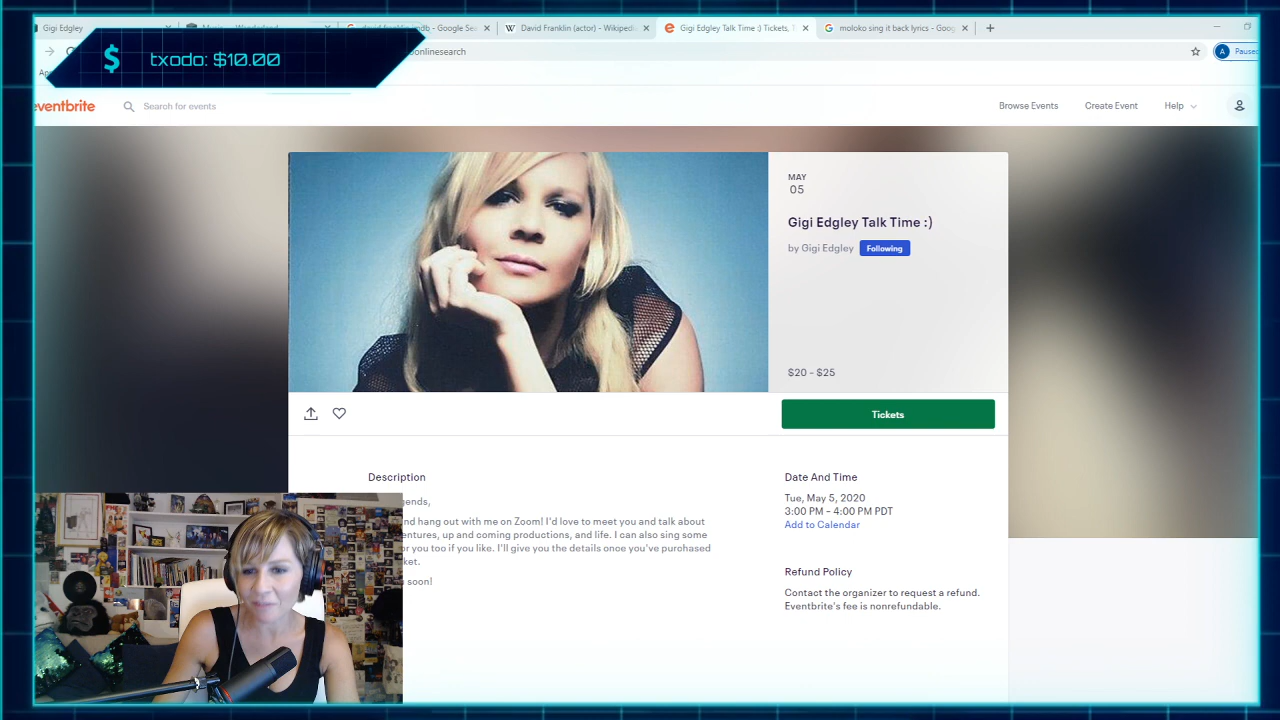 Gigi Edgley
- Google Se
David Franklin (actor) - Wikipedi
Gigi Edgley Talk Time :) Tickets, T
moloko sing it back lyrics - Goog
txodo: $10.00
onlinesearch
A
Paused
eventbrite
Search for events
Browse Events
Create Event
Help
MAY
05
Gigi Edgley Talk Time :)
by Gigi Edgley
Following
$20 – $25
Tickets
Description
Date And Time
ends,
Tue, May 5, 2020
nd hang out with me on Zoom! I'd love to meet you and talk about
3:00 PM – 4:00 PM PDT
entures, up and coming productions, and life. I can also sing some
Add to Calendar
or you too if you like. I'll give you the details once you've purchased
ket.
Refund Policy
soon!
Contact the organizer to request a refund.
Eventbrite's fee is nonrefundable.